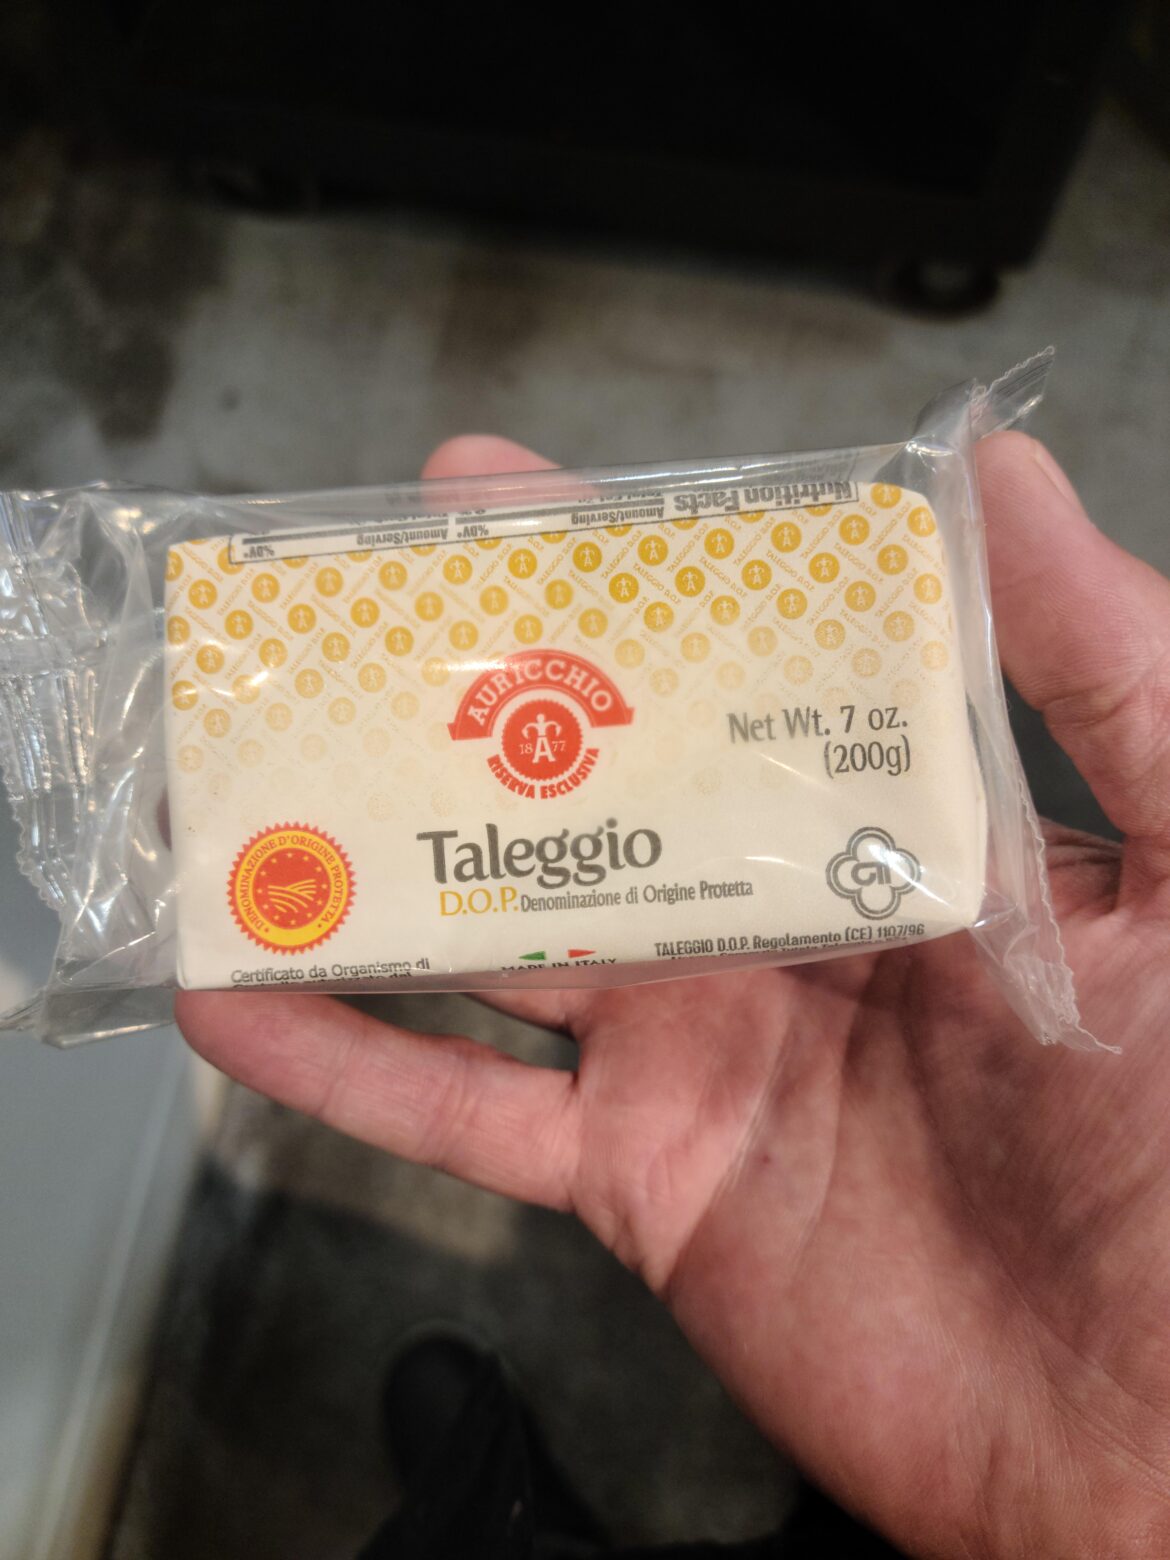 Nutrition Facts
Amount/Serving
%DV*
Amount/Serving
%DV*
AURICCHIO
18 A 77
RISERVA ESCLUSIVA
Net Wt. 7 oz.
(200g)
Taleggio
D.O.P. Denominazione di Origine Protetta
DENOMINAZIONE D'ORIGINE PROTETTA
Certificato da Organismo di
MADE IN ITALY
TALEGGIO D.O.P. Regolamento (CE) 1107/96